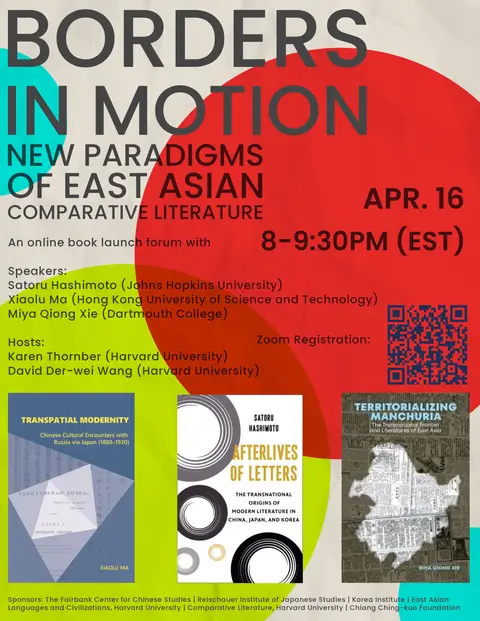 BORDERS
IN MOTION
NEW PARADIGMS
OF EAST ASIAN
COMPARATIVE LITERATURE
APR. 16
8-9:30PM (EST)
An online book launch forum with
Speakers:
Satoru Hashimoto (Johns Hopkins University)
Xiaolu Ma (Hong Kong University of Science and Technology)
Miya Qiong Xie (Dartmouth College)
Hosts:
Karen Thornber (Harvard University)
David Der-wei Wang (Harvard University)
Zoom Registration:
TRANSPATIAL MODERNITY
Chinese Cultural Encounters with
Russia via Japan (1880–1930)
XIAOLU MA
SATORU
HASHIMOTO
AFTERLIVES
OF LETTERS
THE TRANSNATIONAL
ORIGINS OF
MODERN LITERATURE IN
CHINA, JAPAN, AND KOREA
TERRITORIALIZING
MANCHURIA
The Transnational Frontier
and Literatures of East Asia
MIYA QIONG XIE
Sponsors: The Fairbank Center for Chinese Studies | Reischauer Institute of Japanese Studies | Korea Institute | East Asian
Languages and Civilizations, Harvard University | Comparative Literature, Harvard University | Chiang Ching-kuo Foundation